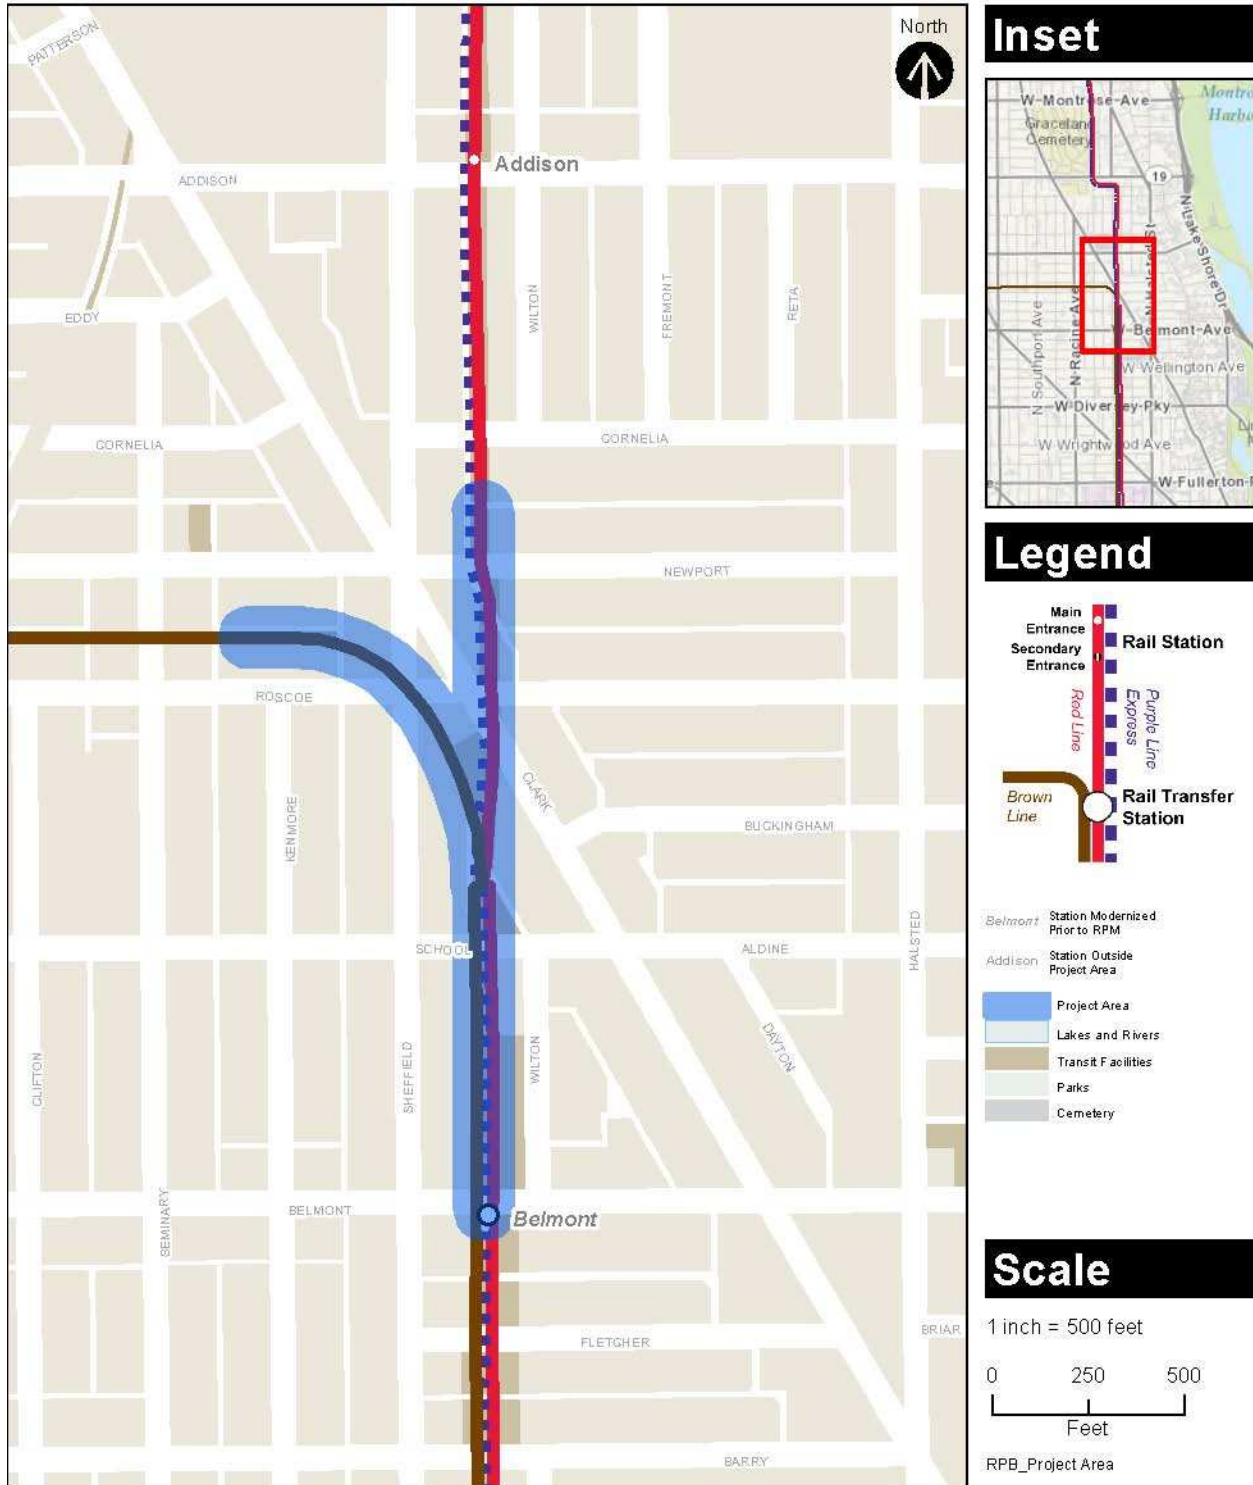 North
PATTERSON
Addison
ADDISON
WILTON
FREMONT
RETA
EDDY
CORNELIA
CORNELIA
NEWPORT
ROSCOE
CLARK
KENMORE
BUCKINGHAM
SCHOOL
ALDINE
HALSTED
DAYTON
CLIFTON
SHEFFIELD
WILTON
SEMINARY
BELMONT
Belmont
FLETCHER
BRIAR
BARRY
Inset
W-Montrose-Ave
Graceland
Cemetery
19
N Lake Shore Dr
N Halsted St
N Racine Ave
N Southport Ave
W-Belmont-Ave
W Wellington Ave
W Diversey-Pky
W Wrightwood Ave
Legend
Main
Entrance
Secondary
Entrance
Rail Station
Red Line
Purple Line
Express
Brown
Line
Rail Transfer
Station
Belmont Station Modernized
Prior to RPM
Addison Station Outside
Project Area
Project Area
Lakes and Rivers
Transit Facilities
Parks
Cemetery
Scale
1 inch = 500 feet
0 250 500
Feet
RPB_Project Area